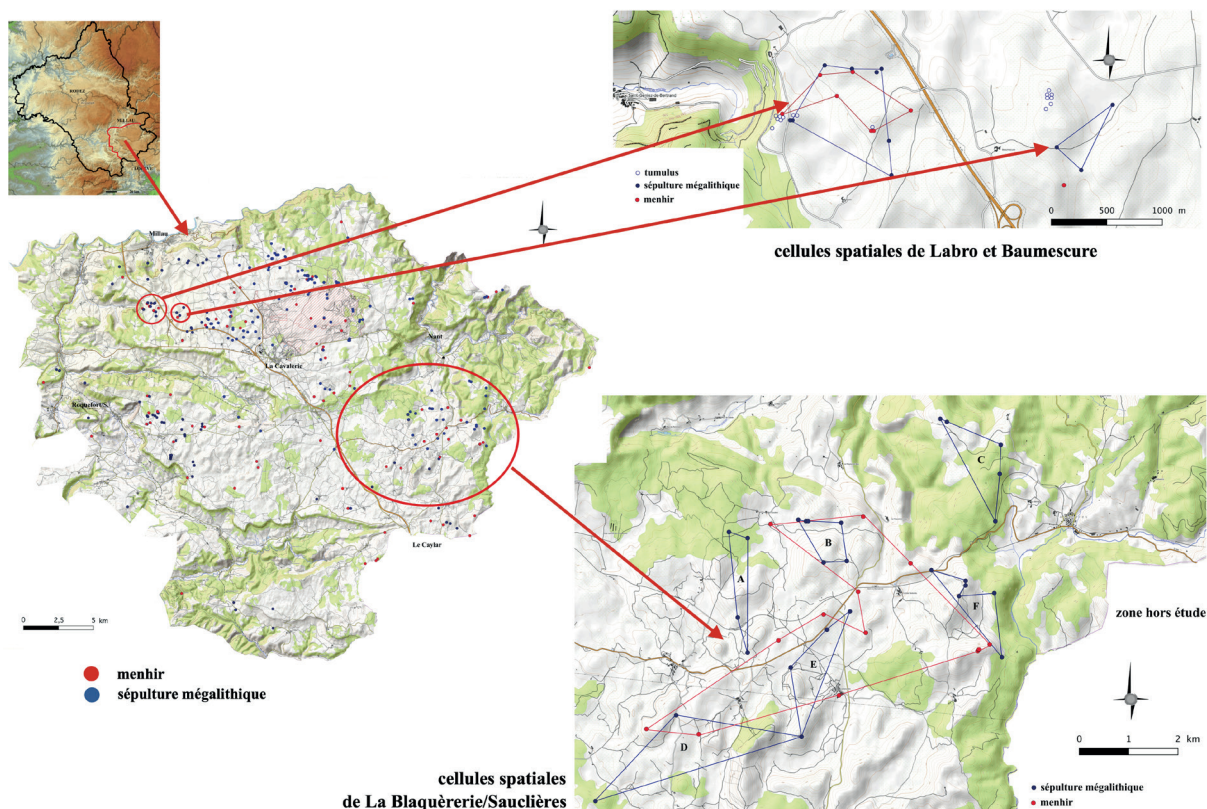 RODEZ
MILLAU
tumulus
sépulture mégalithique
menhir
0 500 1000 m
cellules spatiales de Labro et Baumescure
Millau
Nant
La Cavalerie
Roquefort/S.
Le Caylar
0 2,5 5 km
menhir
sépulture mégalithique
A
B
C
D
E
F
zone hors étude
0 1 2 km
sépulture mégalithique
menhir
cellules spatiales
de La Blaquèrerie/Sauclières